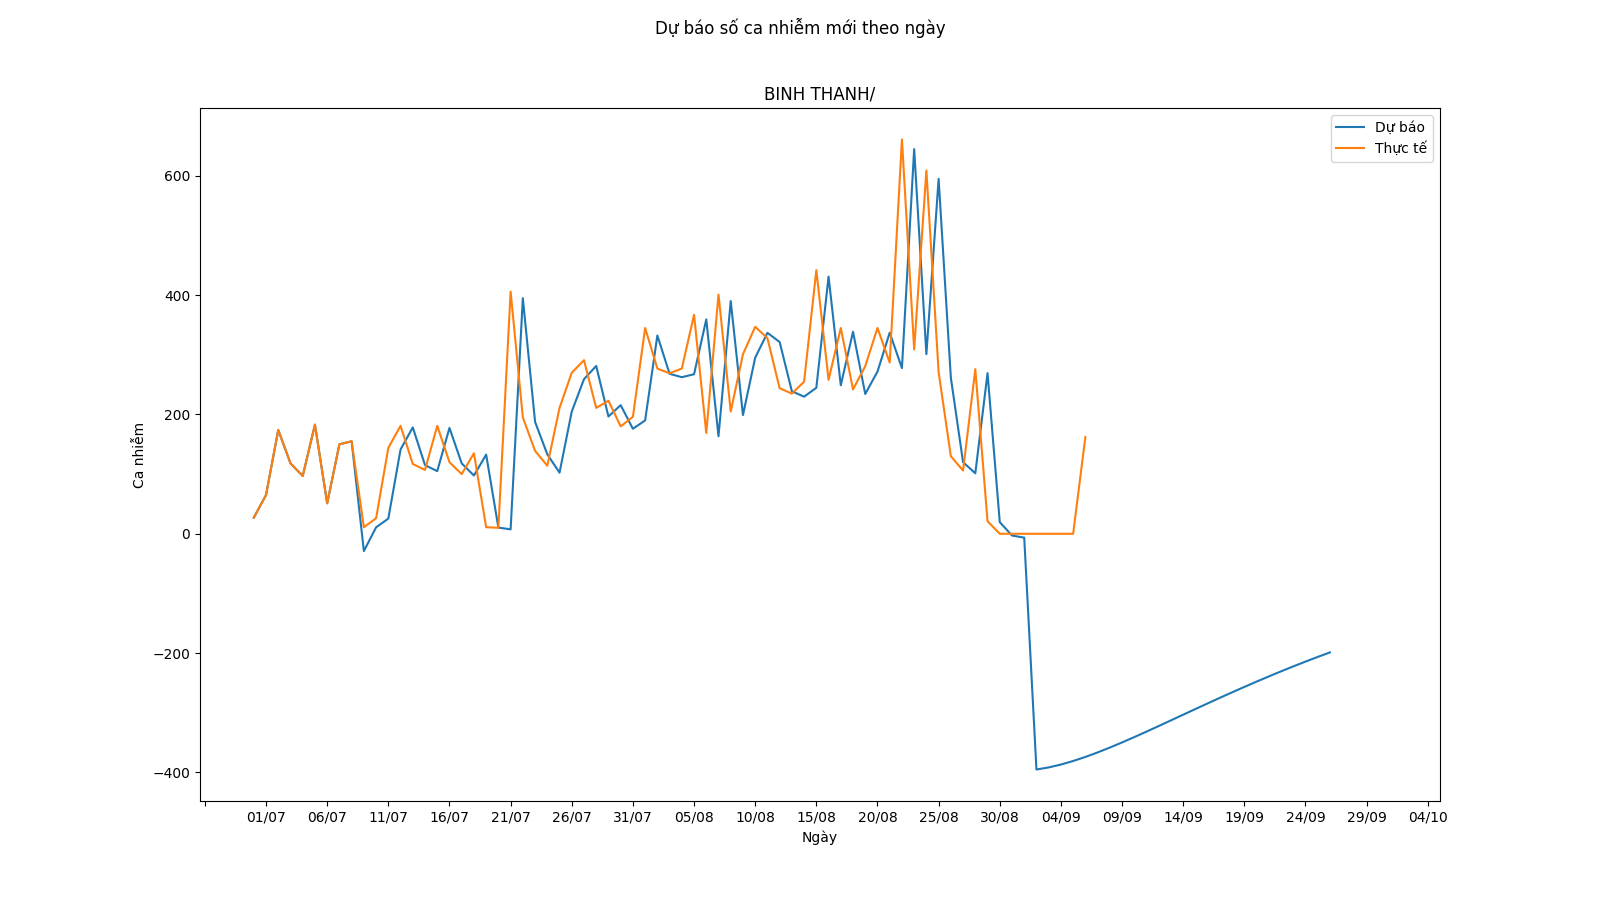 Dự báo số ca nhiễm mới theo ngày
BINH THANH/
Dự báo
Thực tế
600
400
200
0
−200
−400
Ca nhiễm
01/07 06/07 11/07 16/07 21/07 26/07 31/07 05/08 10/08 15/08 20/08 25/08 30/08 04/09 09/09 14/09 19/09 24/09 29/09 04/10
Ngày